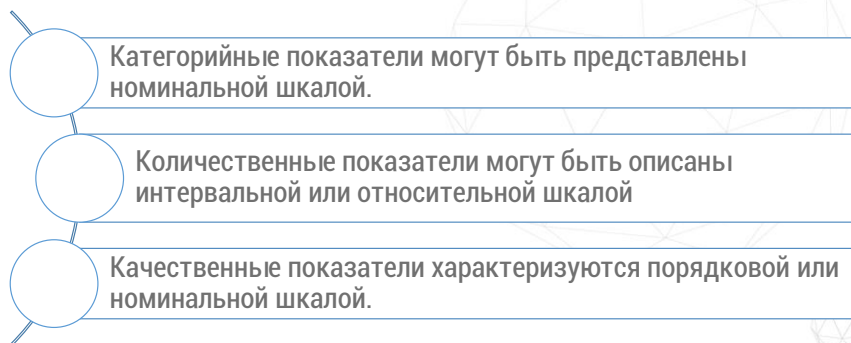 Категорийные показатели могут быть представлены
номинальной шкалой.
Количественные показатели могут быть описаны
интервальной или относительной шкалой
Качественные показатели характеризуются порядковой или
номинальной шкалой.